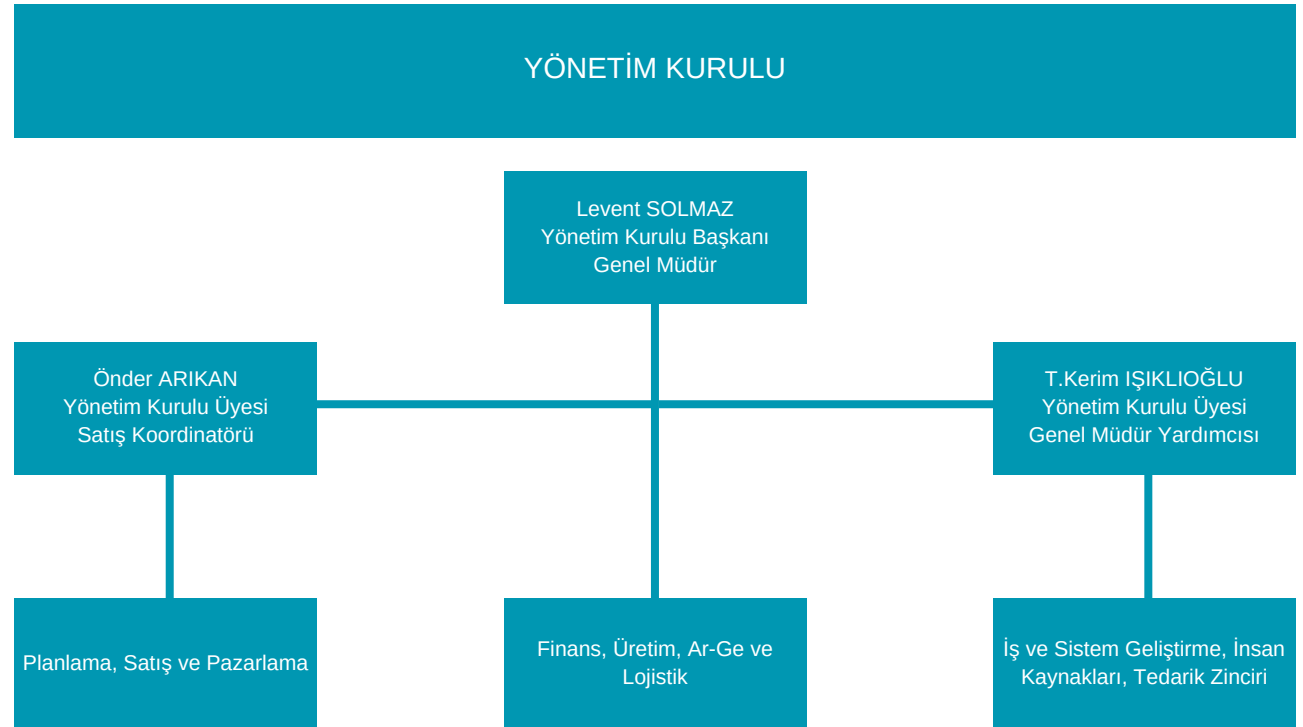 YÖNETİM KURULU
Levent SOLMAZ
Yönetim Kurulu Başkanı
Genel Müdür
Önder ARIKAN
Yönetim Kurulu Üyesi
Satış Koordinatörü
T.Kerim IŞIKLIOĞLU
Yönetim Kurulu Üyesi
Genel Müdür Yardımcısı
Planlama, Satış ve Pazarlama
Finans, Üretim, Ar-Ge ve
Lojistik
İş ve Sistem Geliştirme, İnsan
Kaynakları, Tedarik Zinciri